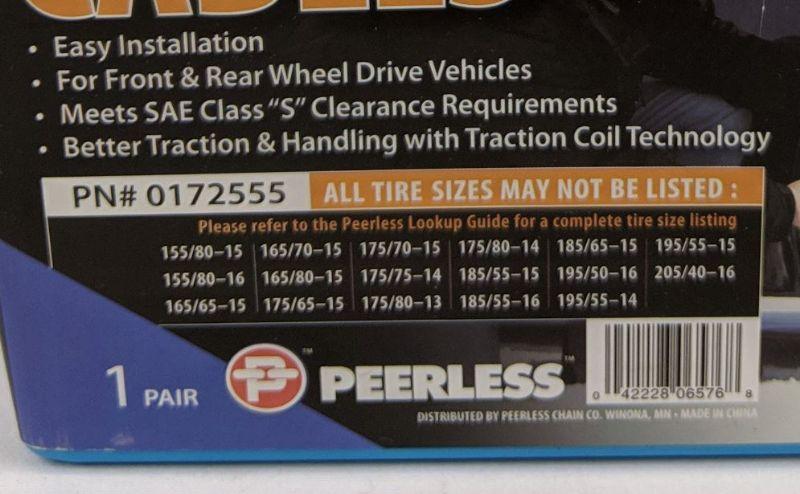 CABLES
• Easy Installation
• For Front & Rear Wheel Drive Vehicles
• Meets SAE Class "S" Clearance Requirements
• Better Traction & Handling with Traction Coil Technology
PN# 0172555 ALL TIRE SIZES MAY NOT BE LISTED :
Please refer to the Peerless Lookup Guide for a complete tire size listing
155/80–15 165/70–15 175/70–15 175/80–14 185/65–15 195/55–15
155/80–16 165/80–15 175/75–14 185/55–15 195/50–16 205/40–16
165/65–15 175/65–15 175/80–13 185/55–16 195/55–14
1 PAIR
P PEERLESS™
0 42228 06576 8
DISTRIBUTED BY PEERLESS CHAIN CO. WINONA, MN • MADE IN CHINA